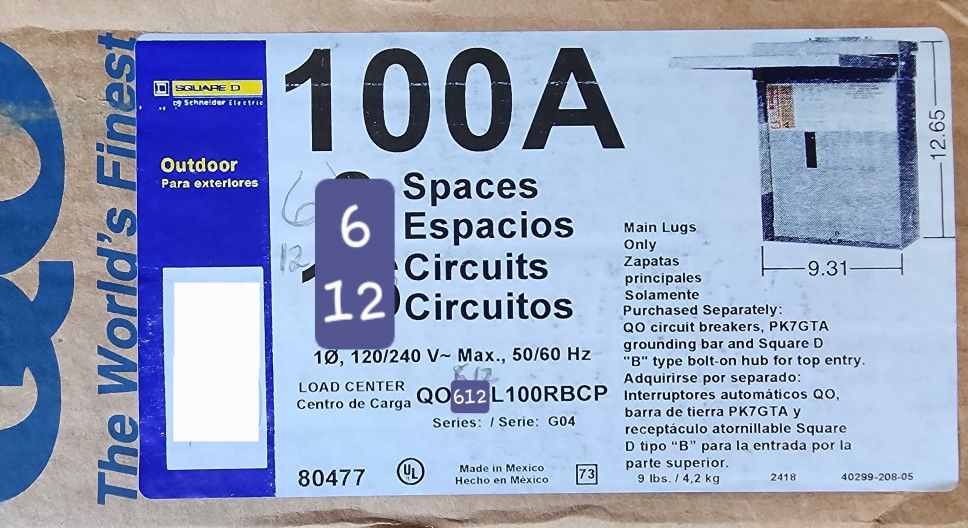 QO
The World's Finest
SQUARE D
by Schneider Electric
Outdoor
Para exteriores
100A
6
6
Spaces
Espacios
12
12
Circuits
Circuitos
1Ø, 120/240 V~ Max., 50/60 Hz
612
LOAD CENTER
Centro de Carga QO612L100RBCP
Series: / Serie: G04
80477
UL
Made in Mexico
Hecho en México
73
Main Lugs
Only
Zapatas
principales
Solamente
Purchased Separately:
QO circuit breakers, PK7GTA
grounding bar and Square D
"B" type bolt-on hub for top entry.
Adquirirse por separado:
Interruptores automáticos QO,
barra de tierra PK7GTA y
receptáculo atornillable Square
D tipo "B" para la entrada por la
parte superior.
9 lbs. / 4,2 kg
2418
40299-208-05
12.65
9.31